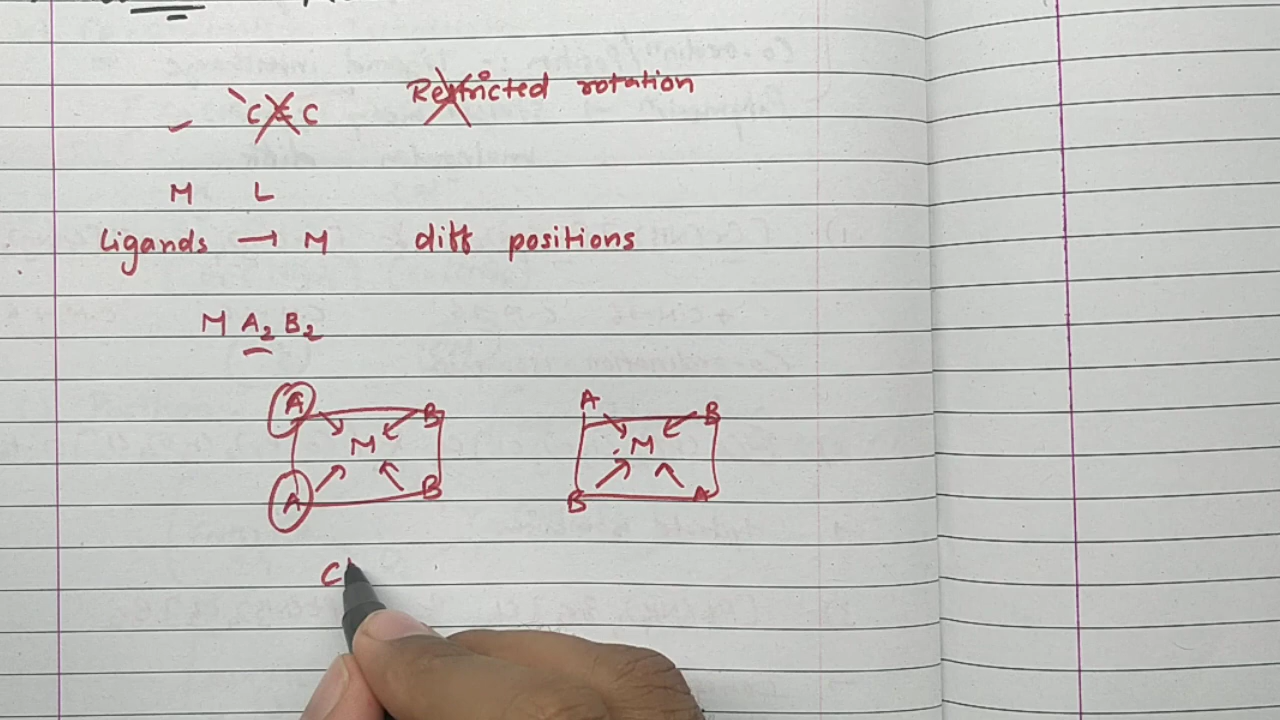 C=C Restricted rotation
M L
Ligands → M diff positions
M A₂ B₂
A B A B
M M
A B B A